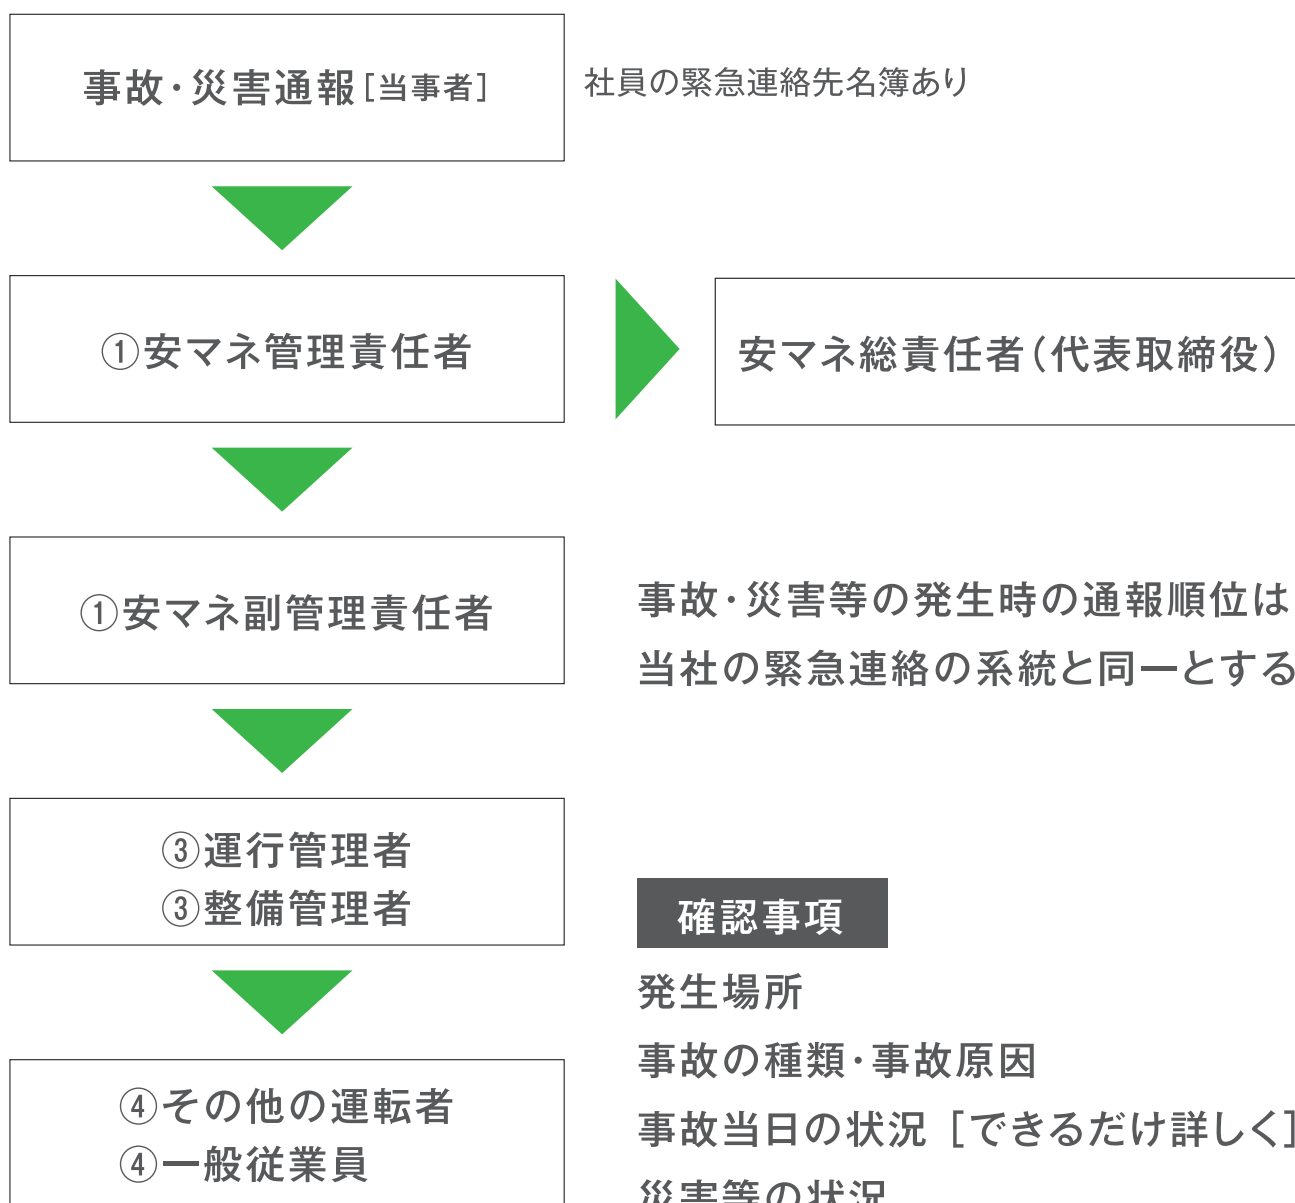 事故・災害通報[当事者]
社員の緊急連絡先名簿あり
①安マネ管理責任者
安マネ総責任者(代表取締役)
①安マネ副管理責任者
事故・災害等の発生時の通報順位は
当社の緊急連絡の系統と同一とする
③運行管理者
③整備管理者
確認事項
発生場所
事故の種類・事故原因
④その他の運転者
④一般従業員
事故当日の状況［できるだけ詳しく］
災害等の状況